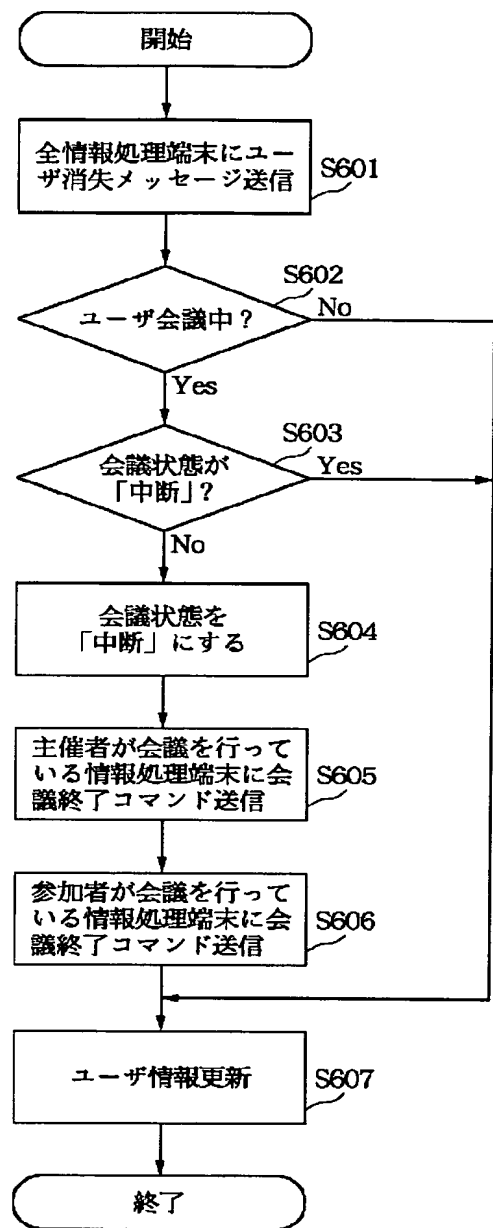 開始
全情報処理端末にユー
ザ消失メッセージ送信
S601
S602
ユーザ会議中?
No
Yes
S603
会議状態が
「中断」?
Yes
No
会議状態を
「中断」にする
S604
主催者が会議を行って
いる情報処理端末に会
議終了コマンド送信
S605
参加者が会議を行って
いる情報処理端末に会
議終了コマンド送信
S606
ユーザ情報更新
S607
終了